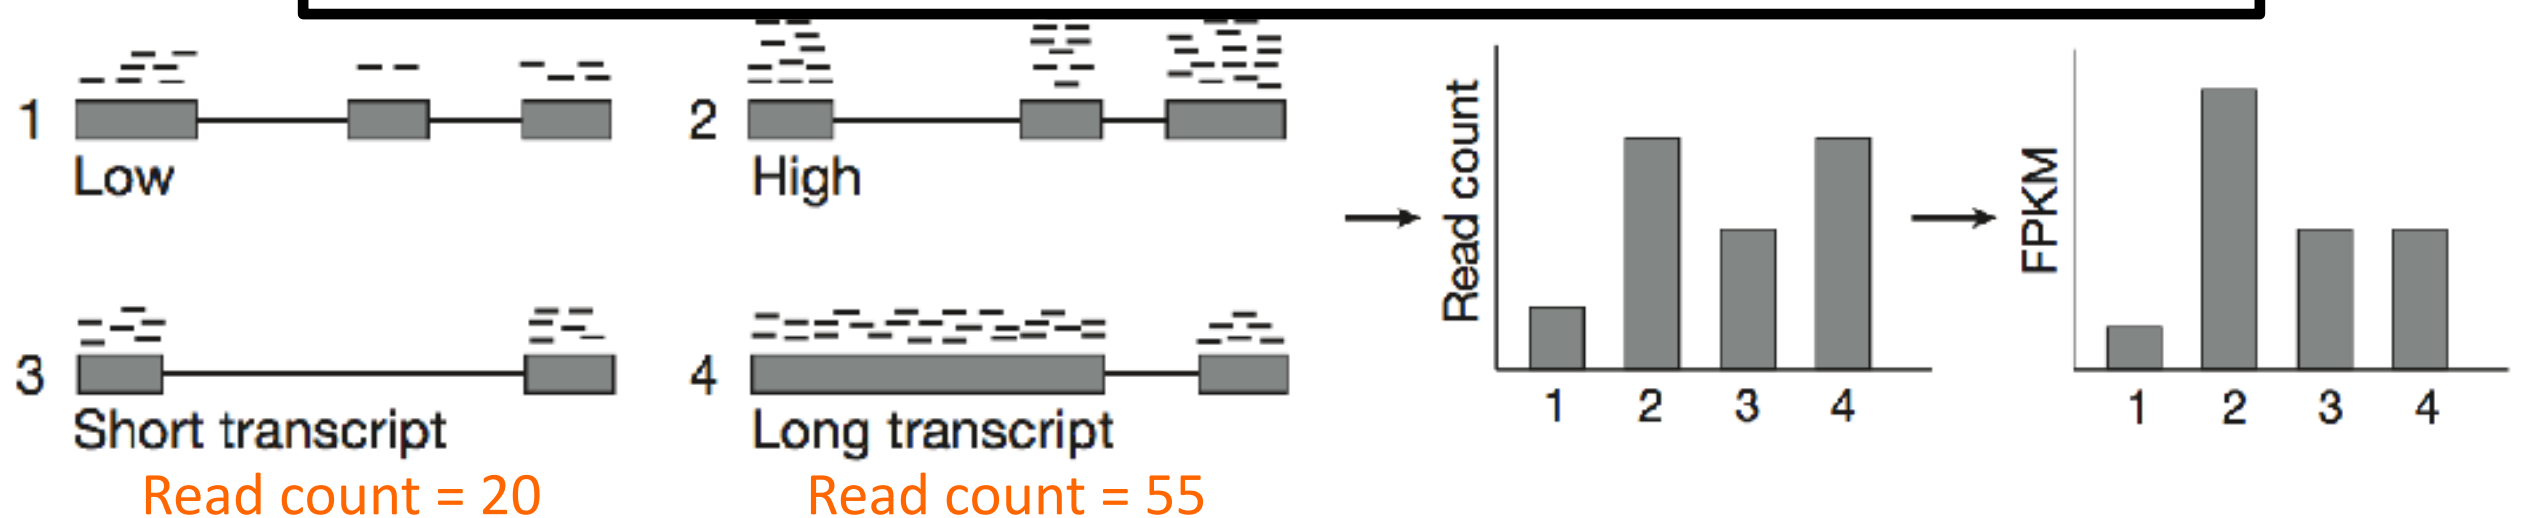 1
Low
2
High
3
Short transcript
Read count = 20
4
Long transcript
Read count = 55
Read count
1 2 3 4
FPKM
1 2 3 4